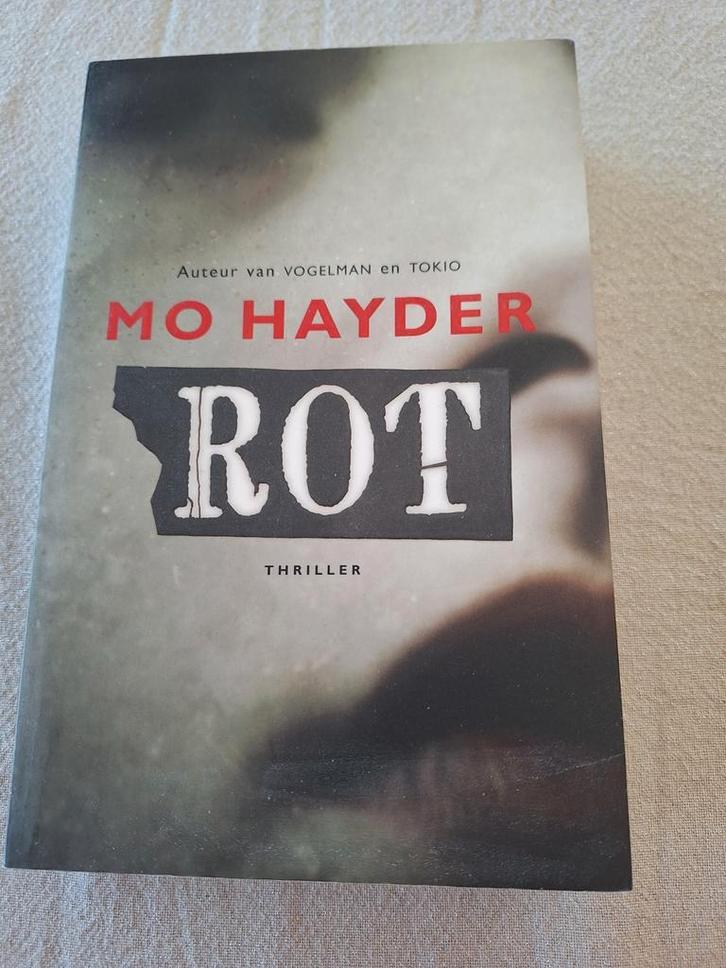 Auteur van VOGELMAN en TOKIO
MO HAYDER
ROT
THRILLER